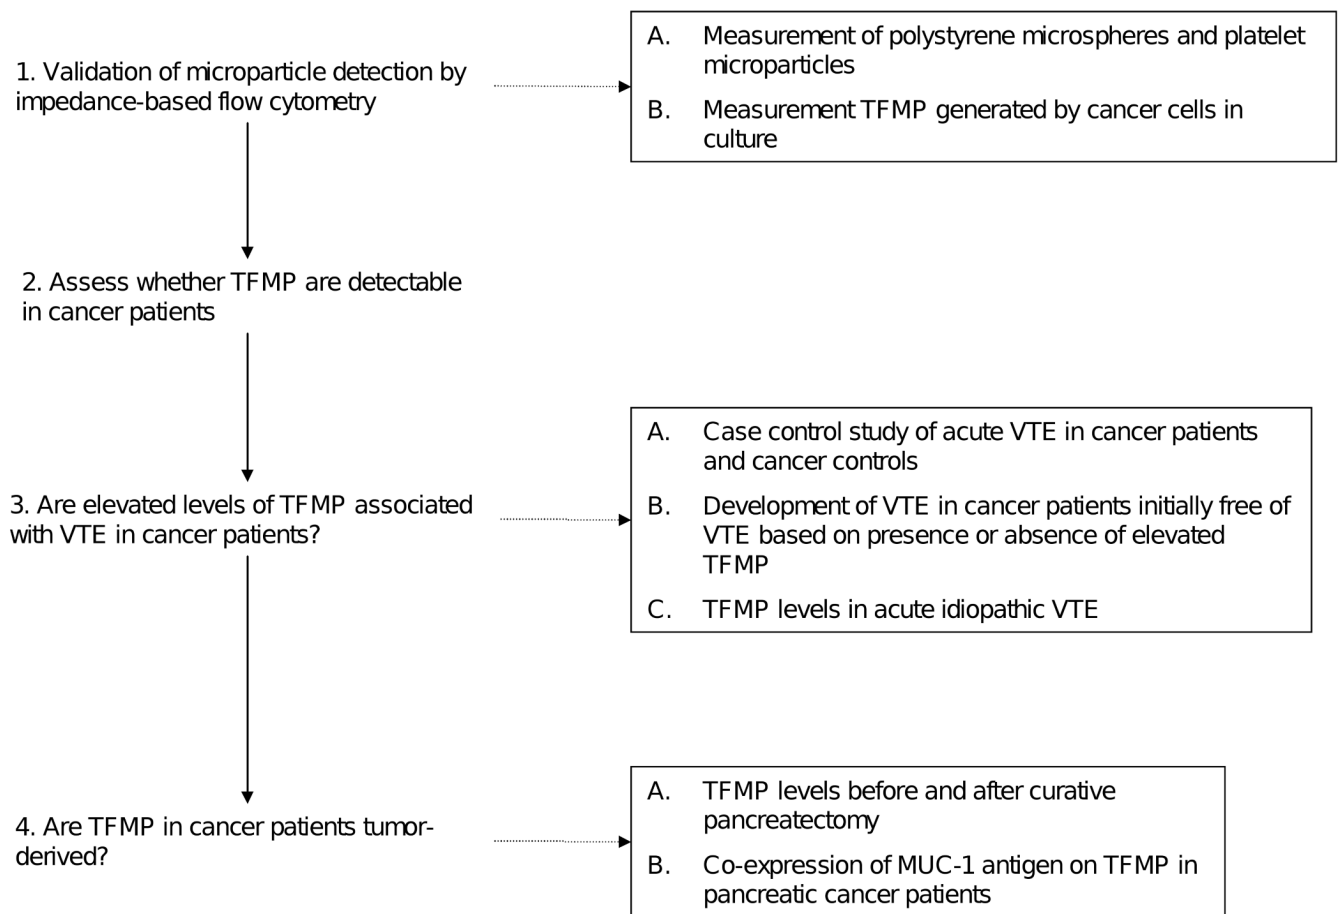 1. Validation of microparticle detection by
impedance-based flow cytometry
A. Measurement of polystyrene microspheres and platelet
microparticles
B. Measurement TFMP generated by cancer cells in
culture
2. Assess whether TFMP are detectable
in cancer patients
3. Are elevated levels of TFMP associated
with VTE in cancer patients?
A. Case control study of acute VTE in cancer patients
and cancer controls
B. Development of VTE in cancer patients initially free of
VTE based on presence or absence of elevated
TFMP
C. TFMP levels in acute idiopathic VTE
4. Are TFMP in cancer patients tumor-
derived?
A. TFMP levels before and after curative
pancreatectomy
B. Co-expression of MUC-1 antigen on TFMP in
pancreatic cancer patients